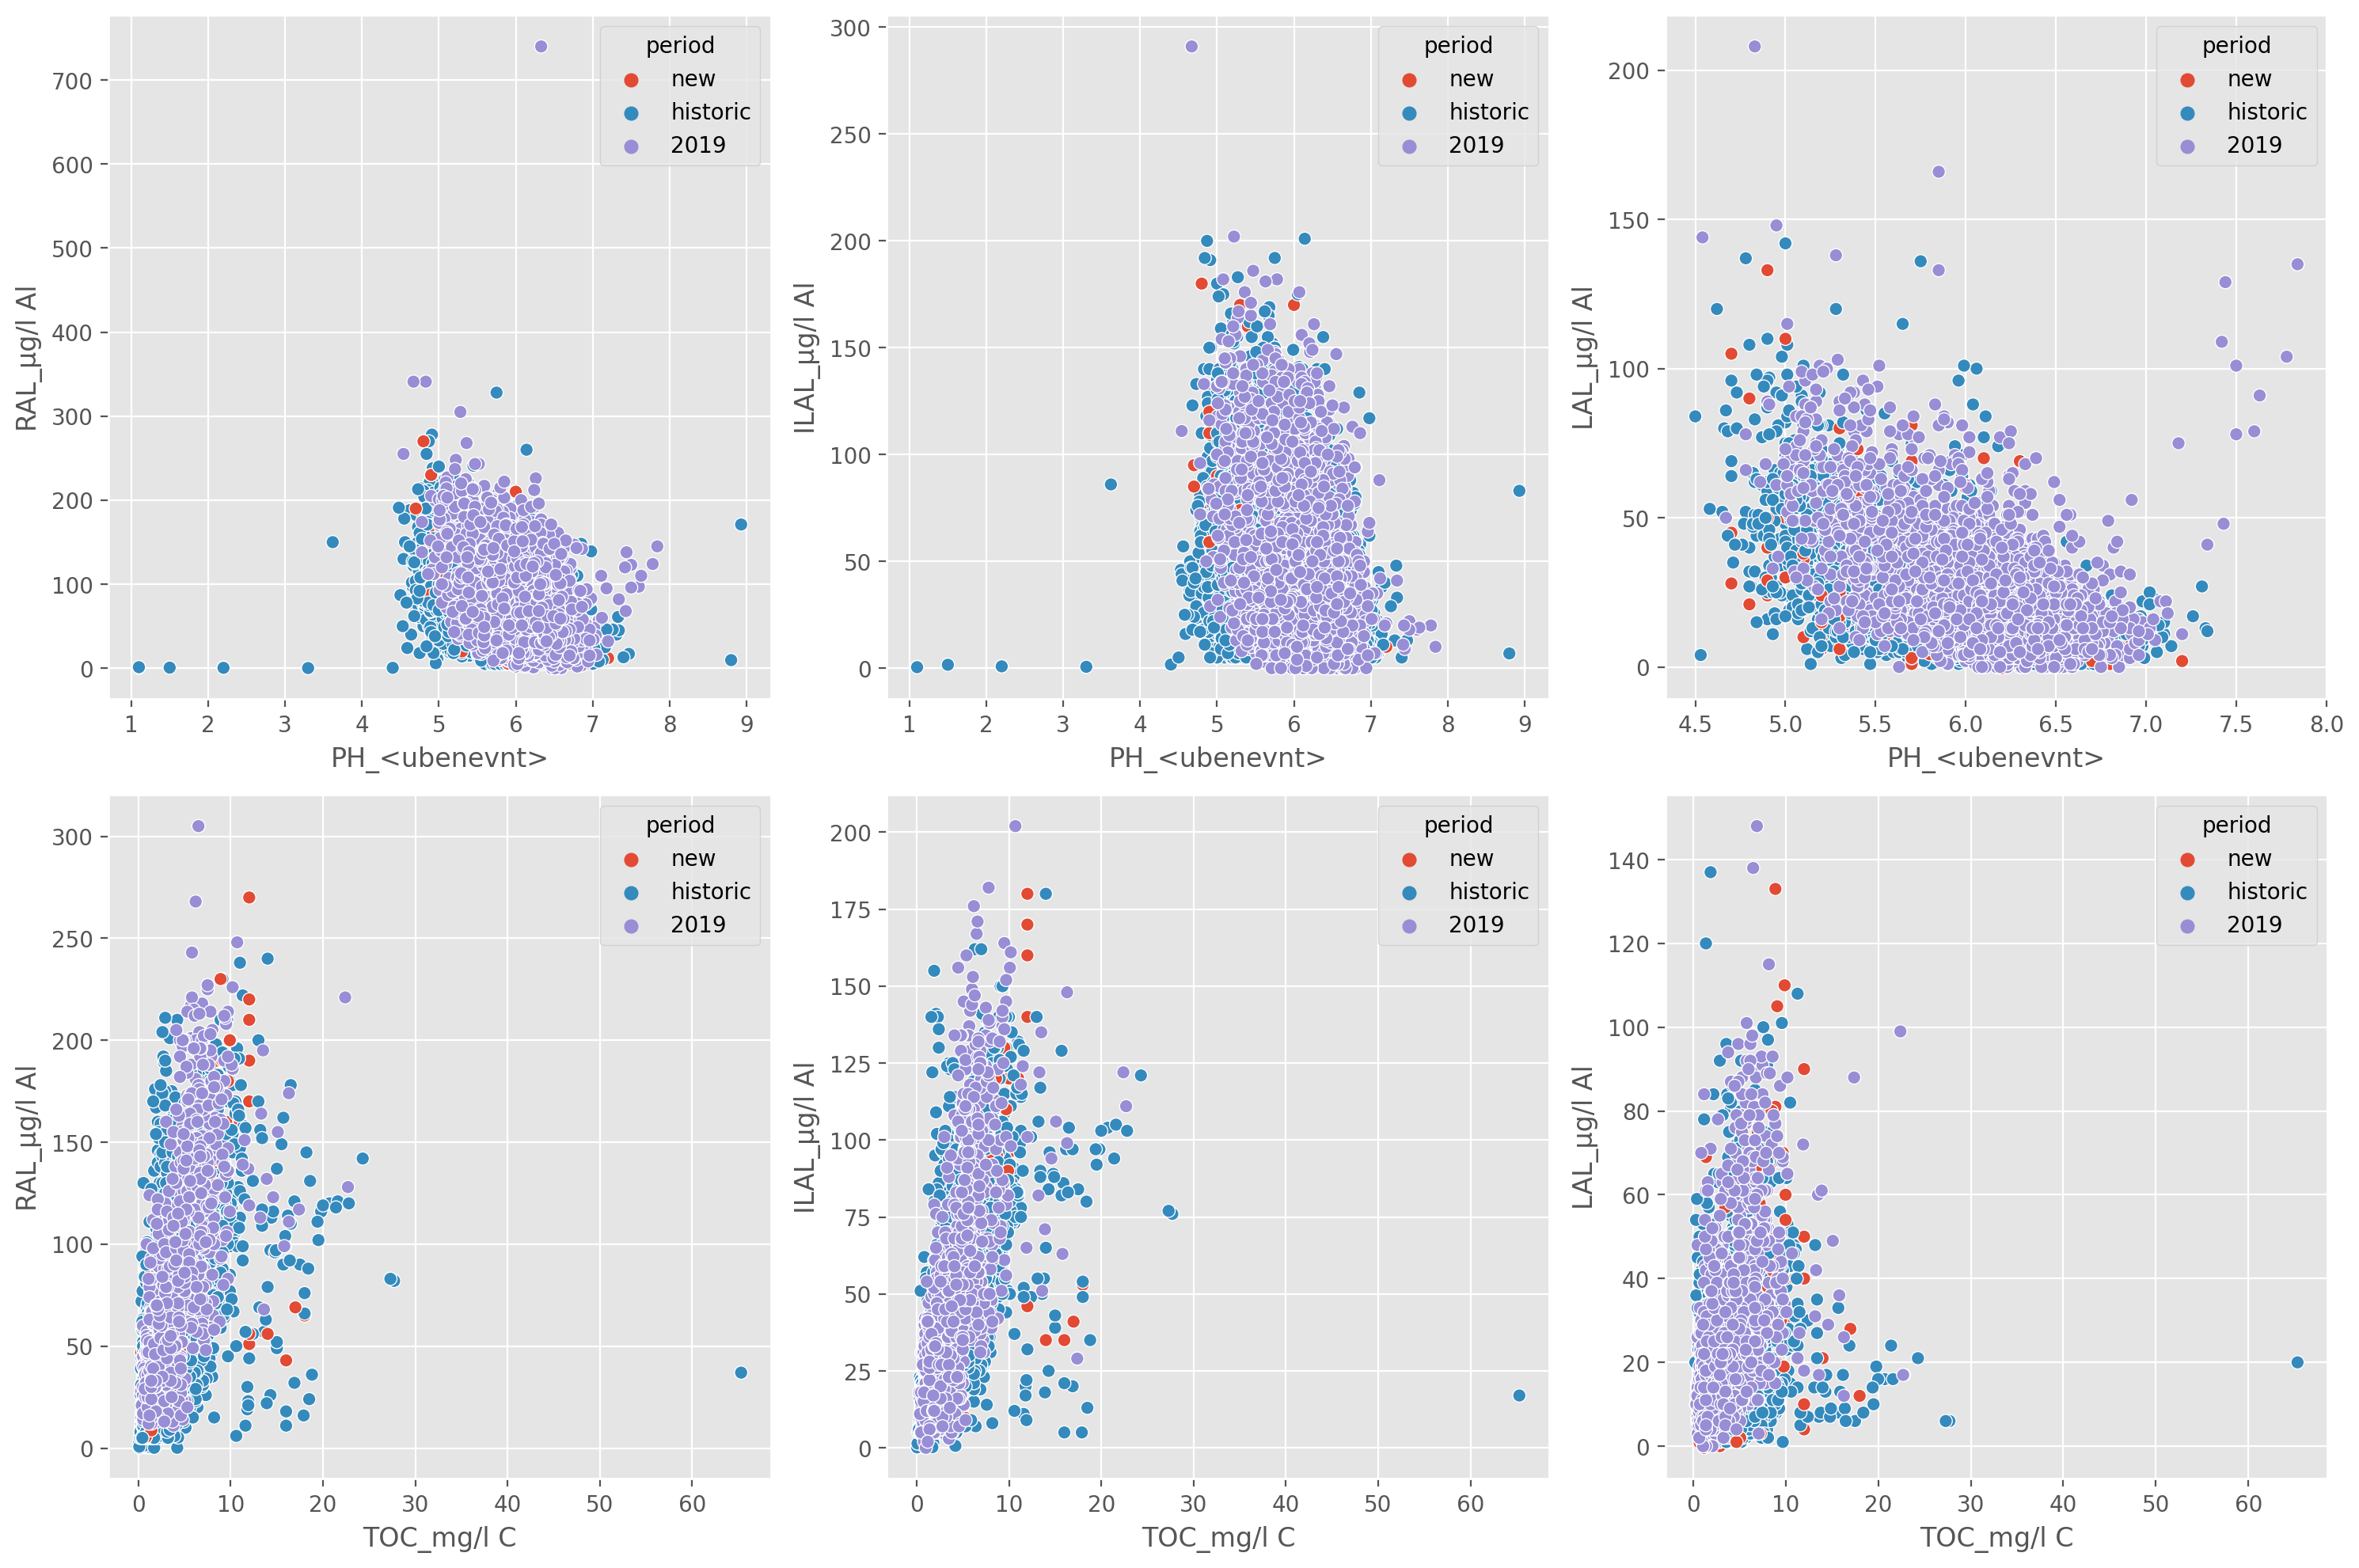 RAL_µg/l Al
700
600
500
400
300
200
100
0
1 2 3 4 5 6 7 8 9
PH_<ubenevnt>
period
new
historic
2019
ILAL_µg/l Al
300
250
200
150
100
50
0
1 2 3 4 5 6 7 8 9
PH_<ubenevnt>
period
new
historic
2019
LAL_µg/l Al
200
150
100
50
0
4.5 5.0 5.5 6.0 6.5 7.0 7.5 8.0
PH_<ubenevnt>
period
new
historic
2019
RAL_µg/l Al
300
250
200
150
100
50
0
0 10 20 30 40 50 60
TOC_mg/l C
period
new
historic
2019
ILAL_µg/l Al
200
175
150
125
100
75
50
25
0
0 10 20 30 40 50 60
TOC_mg/l C
period
new
historic
2019
LAL_µg/l Al
140
120
100
80
60
40
20
0
0 10 20 30 40 50 60
TOC_mg/l C
period
new
historic
2019